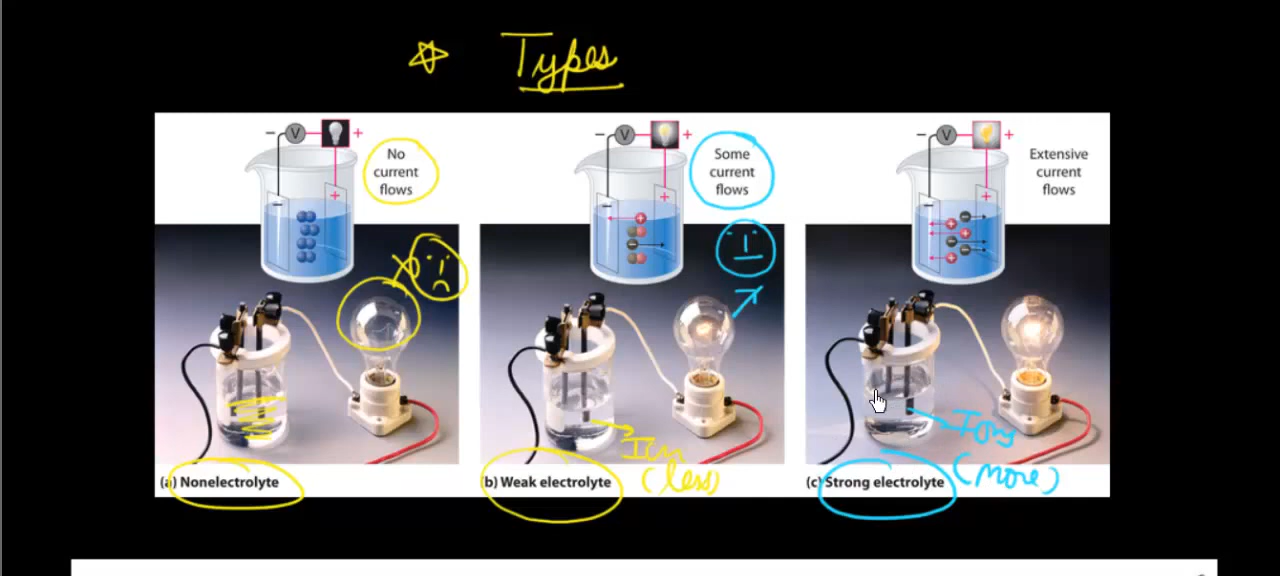 Types
− V +
No
current
flows
− V +
Some
current
flows
− V +
Extensive
current
flows
− +
− +
− +
Ion
(less)
Ions
(more)
(a) Nonelectrolyte
(b) Weak electrolyte
(c) Strong electrolyte